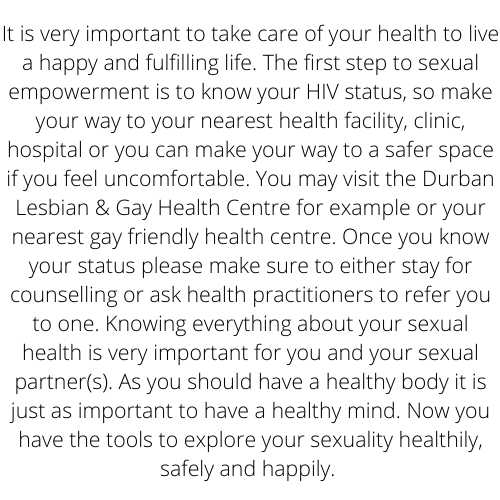 It is very important to take care of your health to live
a happy and fulfilling life. The first step to sexual
empowerment is to know your HIV status, so make
your way to your nearest health facility, clinic,
hospital or you can make your way to a safer space
if you feel uncomfortable. You may visit the Durban
Lesbian & Gay Health Centre for example or your
nearest gay friendly health centre. Once you know
your status please make sure to either stay for
counselling or ask health practitioners to refer you
to one. Knowing everything about your sexual
health is very important for you and your sexual
partner(s). As you should have a healthy body it is
just as important to have a healthy mind. Now you
have the tools to explore your sexuality healthily,
safely and happily.